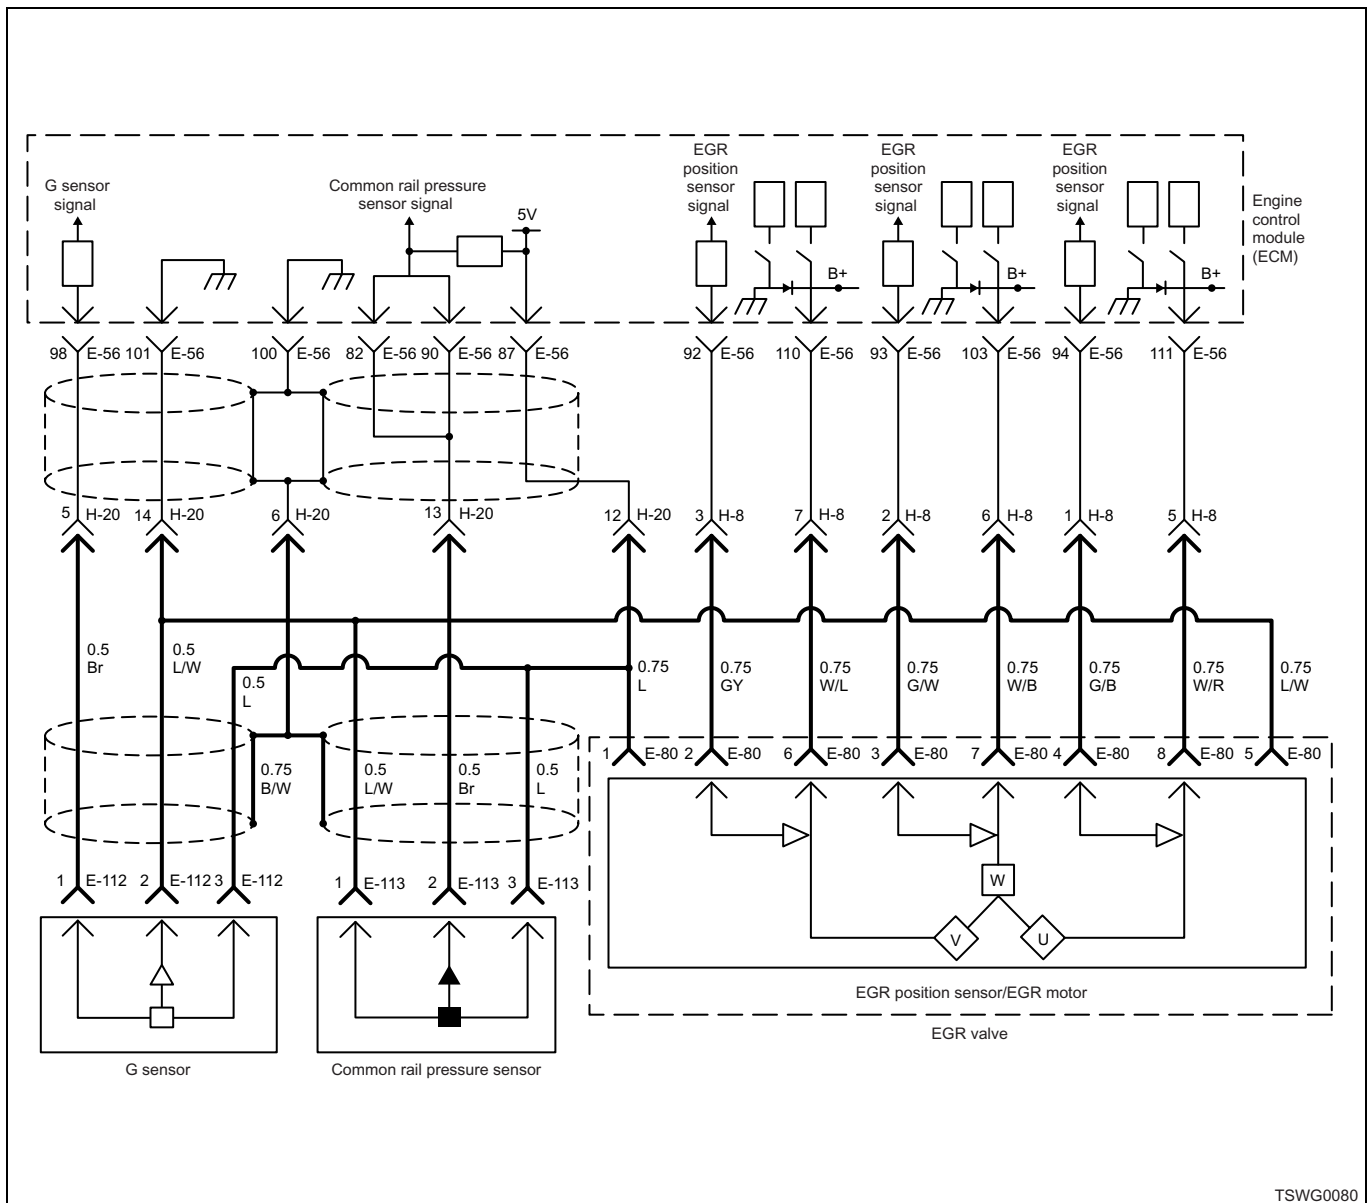 EGR
position
sensor
signal
EGR
position
sensor
signal
EGR
position
sensor
signal
G sensor
signal
Common rail pressure
sensor signal
5V
Engine
control
module
(ECM)
B+
B+
B+
98 E-56 101 E-56 100 E-56 82 E-56 90 E-56 87 E-56 92 E-56 110 E-56 93 E-56 103 E-56 94 E-56 111 E-56
5 H-20 14 H-20 6 H-20 13 H-20 12 H-20 3 H-8 7 H-8 2 H-8 6 H-8 1 H-8 5 H-8
0.5
Br
0.5
L/W
0.5
L
0.75
L
0.75
GY
0.75
W/L
0.75
G/W
0.75
W/B
0.75
G/B
0.75
W/R
0.75
L/W
0.75
B/W
0.5
L/W
0.5
Br
0.5
L
1 E-80 2 E-80 6 E-80 3 E-80 7 E-80 4 E-80 8 E-80 5 E-80
1 E-112 2 E-112 3 E-112 1 E-113 2 E-113 3 E-113
W
V
U
EGR position sensor/EGR motor
EGR valve
G sensor
Common rail pressure sensor
TSWG0080